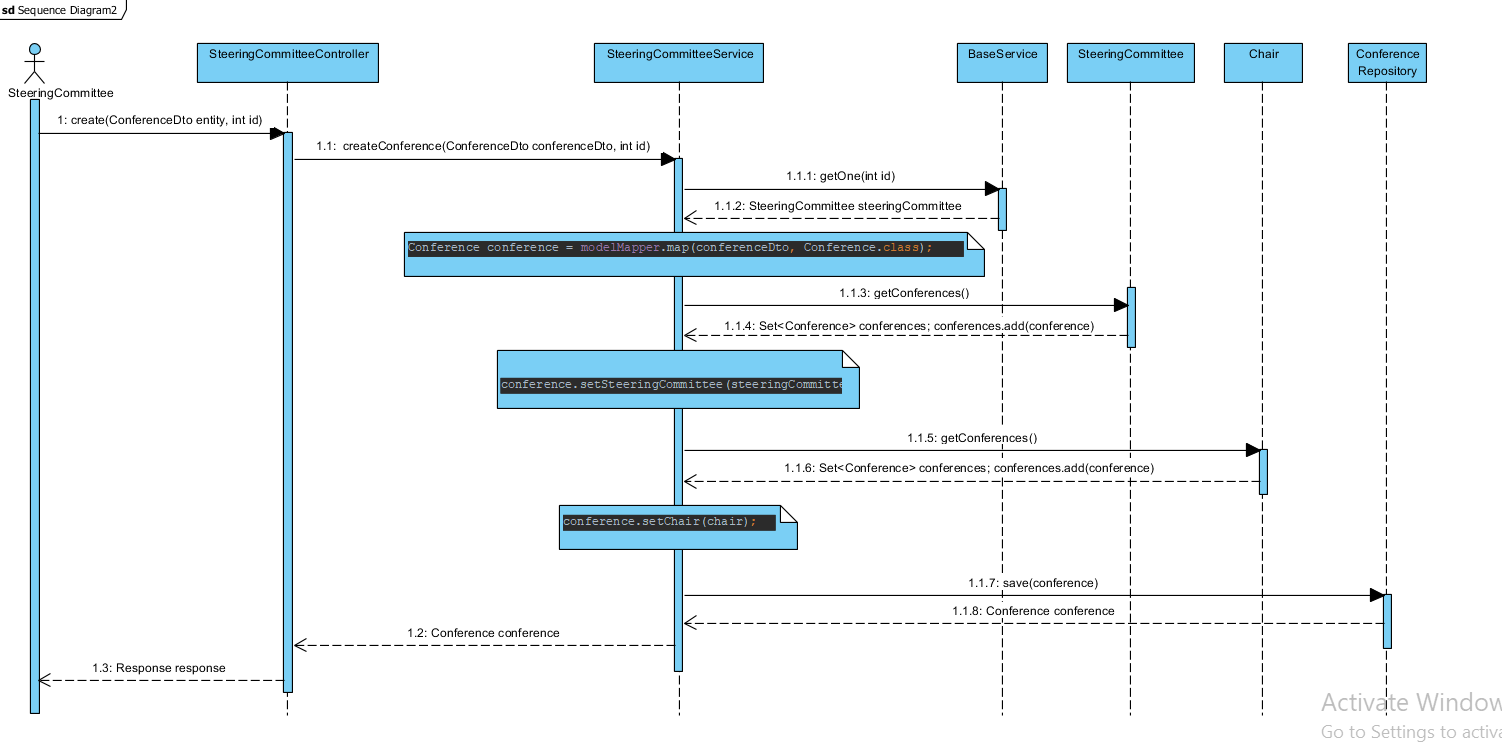 sd Sequence Diagram2
SteeringCommittee
SteeringCommitteeController
SteeringCommitteeService
BaseService
SteeringCommittee
Chair
Conference
Repository
1: create(ConferenceDto entity, int id)
1.1: createConference(ConferenceDto conferenceDto, int id)
1.1.1: getOne(int id)
1.1.2: SteeringCommittee steeringCommittee
Conference conference = modelMapper.map(conferenceDto, Conference.class);
1.1.3: getConferences()
1.1.4: Set<Conference> conferences; conferences.add(conference)
conference.setSteeringCommittee(steeringCommitte
1.1.5: getConferences()
1.1.6: Set<Conference> conferences; conferences.add(conference)
conference.setChair(chair);
1.1.7: save(conference)
1.1.8: Conference conference
1.2: Conference conference
1.3: Response response
Activate Window
Go to Settings to activa